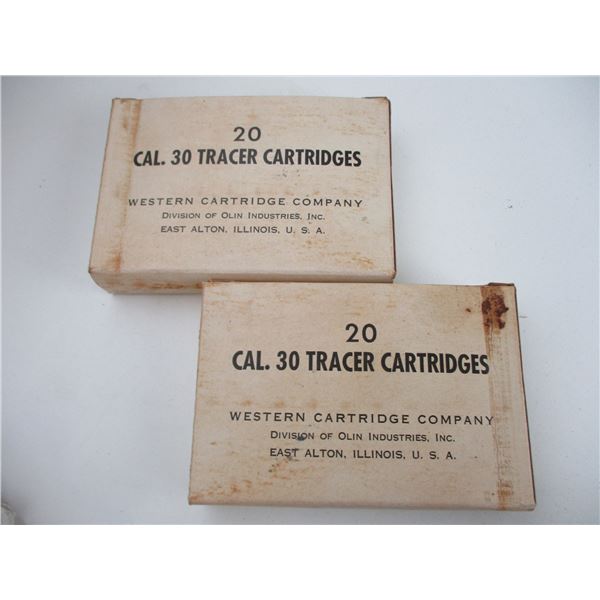 20
CAL. 30 TRACER CARTRIDGES
WESTERN CARTRIDGE COMPANY
DIVISION OF OLIN INDUSTRIES, INC.
EAST ALTON, ILLINOIS, U. S. A.
20
CAL. 30 TRACER CARTRIDGES
WESTERN CARTRIDGE COMPANY
DIVISION OF OLIN INDUSTRIES, INC.
EAST ALTON, ILLINOIS, U. S. A.